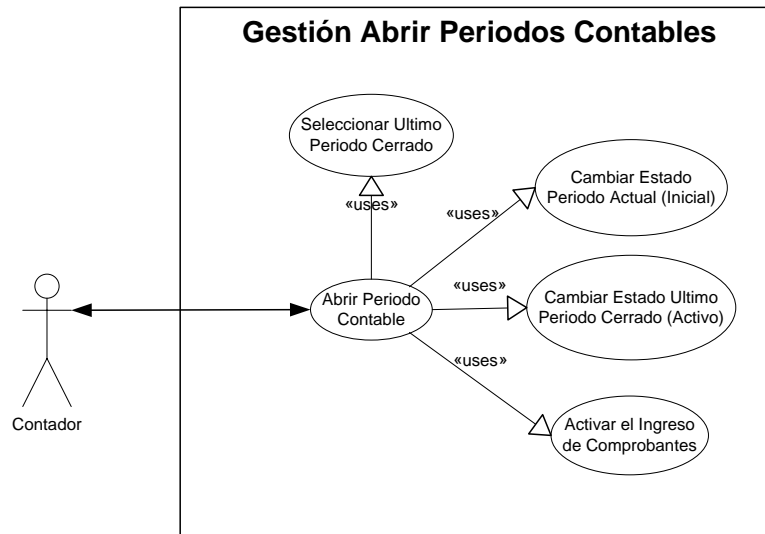 Gestión Abrir Periodos Contables
Seleccionar Ultimo
Periodo Cerrado
«uses»
Cambiar Estado
Periodo Actual (Inicial)
«uses»
Abrir Periodo
Contable
«uses»
Cambiar Estado Ultimo
Periodo Cerrado (Activo)
«uses»
Contador
Activar el Ingreso
de Comprobantes